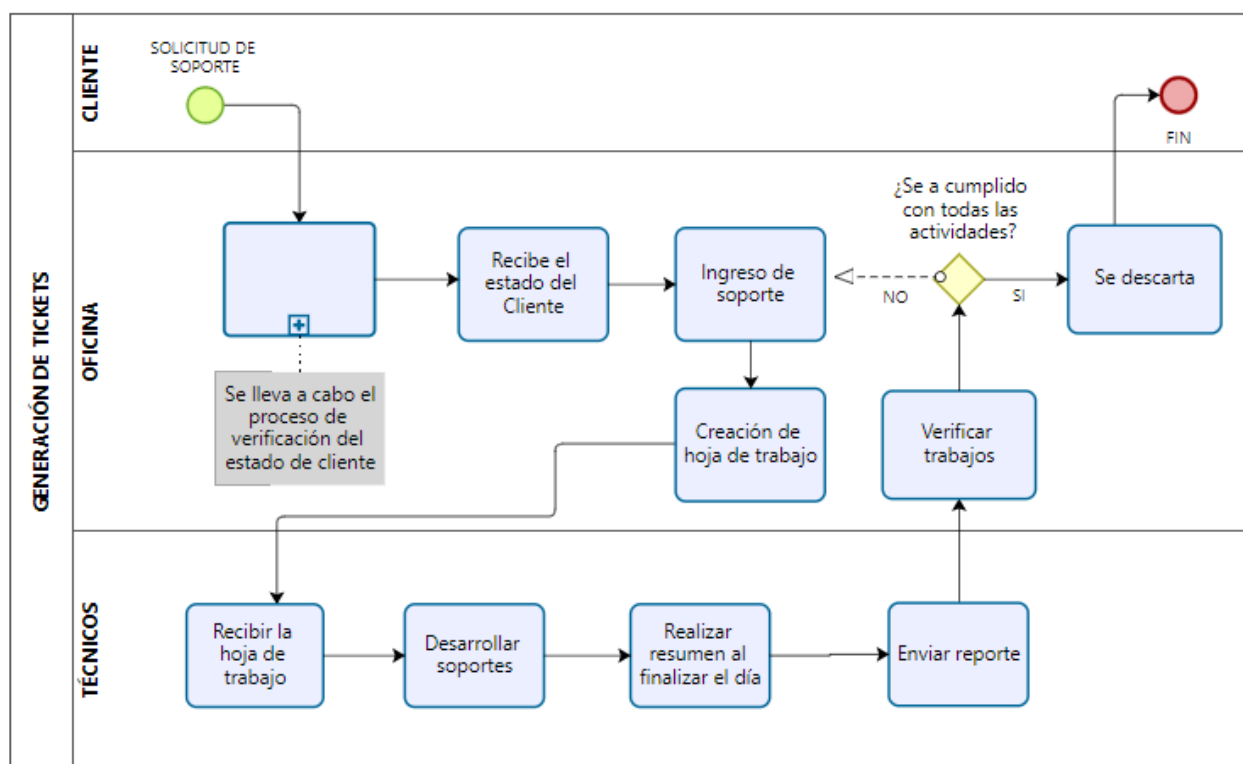 GENERACIÓN DE TICKETS
CLIENTE
SOLICITUD DE
SOPORTE
FIN
OFICINA
Recibe el
estado del
Cliente
Ingreso de
soporte
NO
¿Se a cumplido
con todas las
actividades?
SI
Se descarta
Se lleva a cabo el
proceso de
verificación del
estado de cliente
Creación de
hoja de trabajo
Verificar
trabajos
TÉCNICOS
Recibir la
hoja de
trabajo
Desarrollar
soportes
Realizar
resumen al
finalizar el día
Enviar reporte